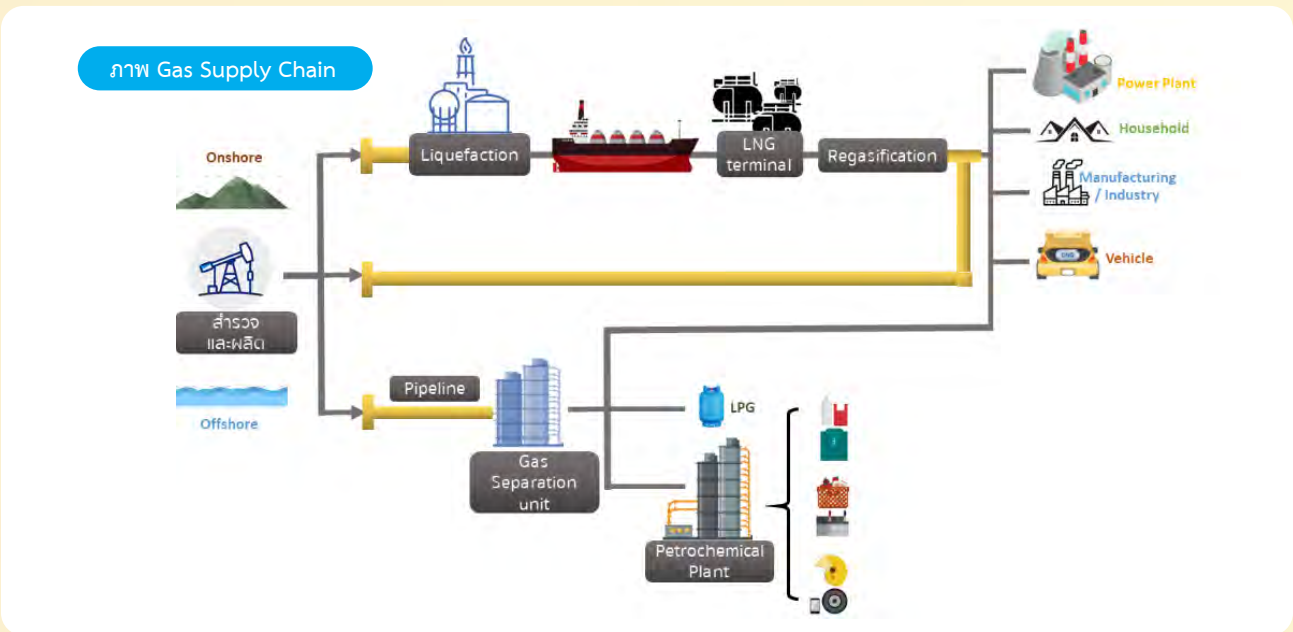 ภาพ Gas Supply Chain
Onshore
สำรวจ
และผลิต
Offshore
Liquefaction
LNG
terminal
Regasification
Pipeline
Gas
Separation
unit
LPG
Petrochemical
Plant
Power Plant
Household
Manufacturing
/ Industry
Vehicle